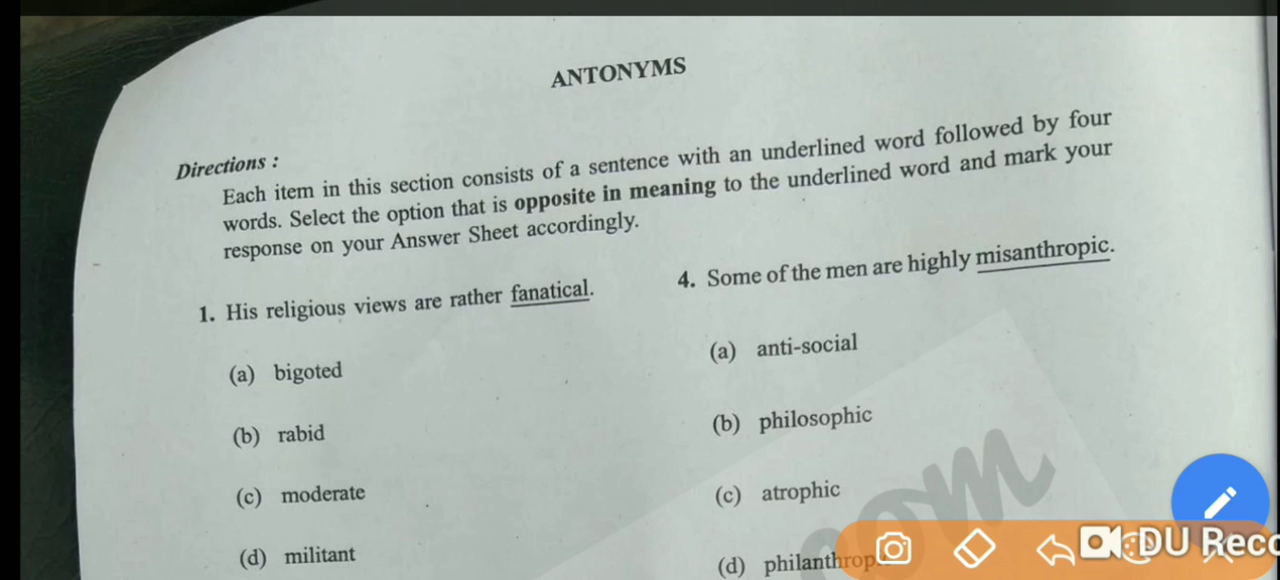 ANTONYMS
Directions :
Each item in this section consists of a sentence with an underlined word followed by four
words. Select the option that is opposite in meaning to the underlined word and mark your
response on your Answer Sheet accordingly.
1. His religious views are rather fanatical.
(a) bigoted
(b) rabid
(c) moderate
(d) militant
4. Some of the men are highly misanthropic.
(a) anti-social
(b) philosophic
(c) atrophic
(d) philanthrop
om
DU Rec